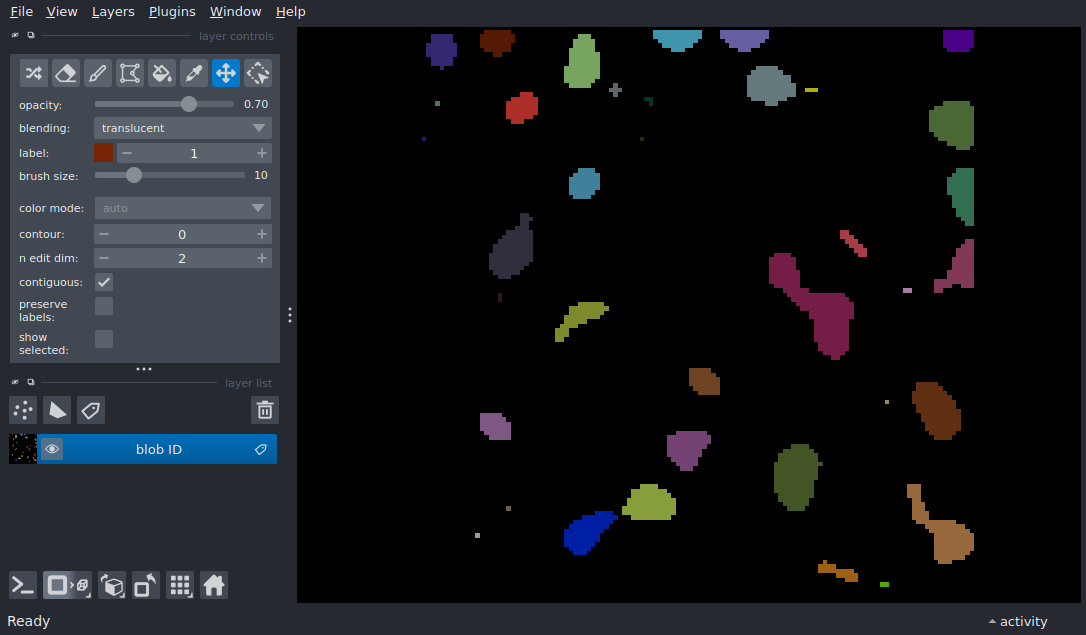 File View Layers Plugins Window Help
layer controls
opacity: 0.70
blending: translucent
label: 1
brush size: 10
color mode: auto
contour: 0
n edit dim: 2
contiguous:
preserve
labels:
show
selected:
layer list
blob ID
Ready activity